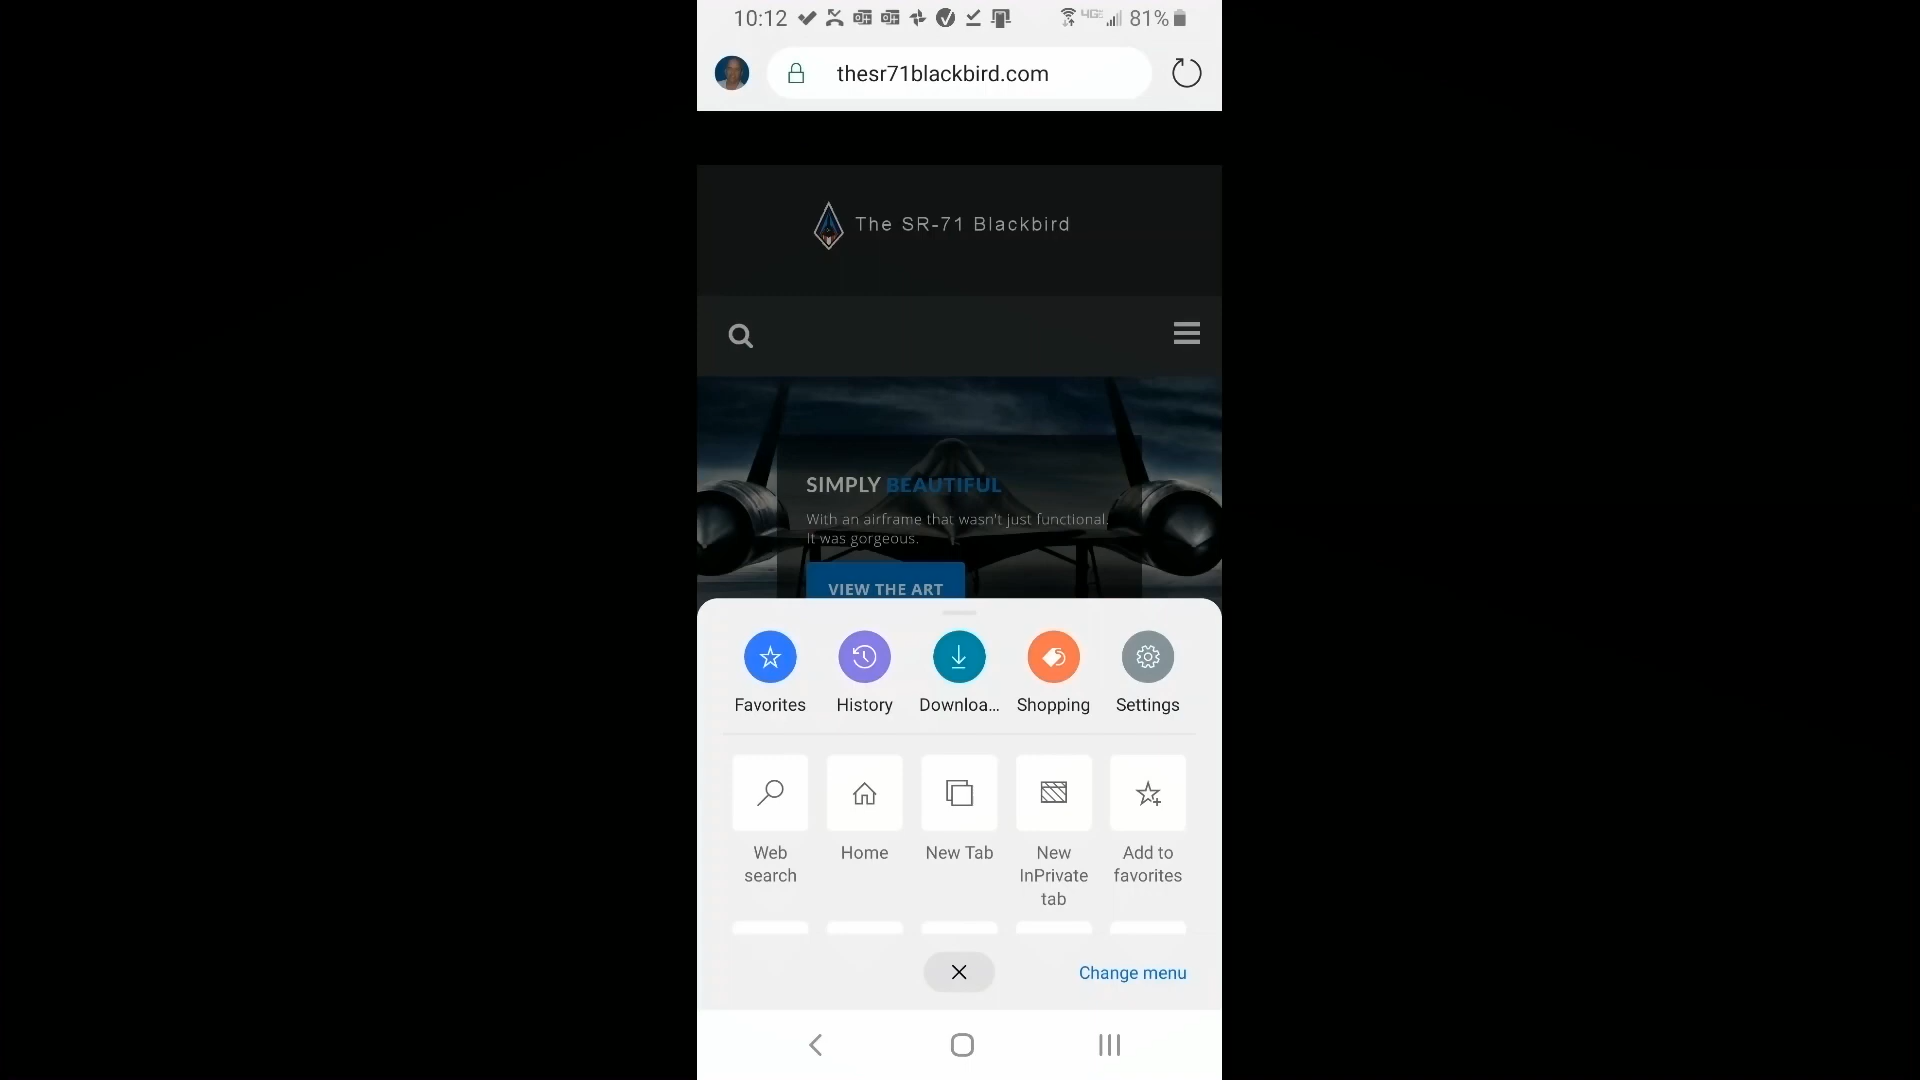 10:12
81%
thesr71blackbird.com
The SR-71 Blackbird
SIMPLY BEAUTIFUL
With an airframe that wasn't just functional.
It was gorgeous.
VIEW THE ART
Favorites History Downloa... Shopping Settings
Web search
Home
New Tab
New InPrivate tab
Add to favorites
Change menu